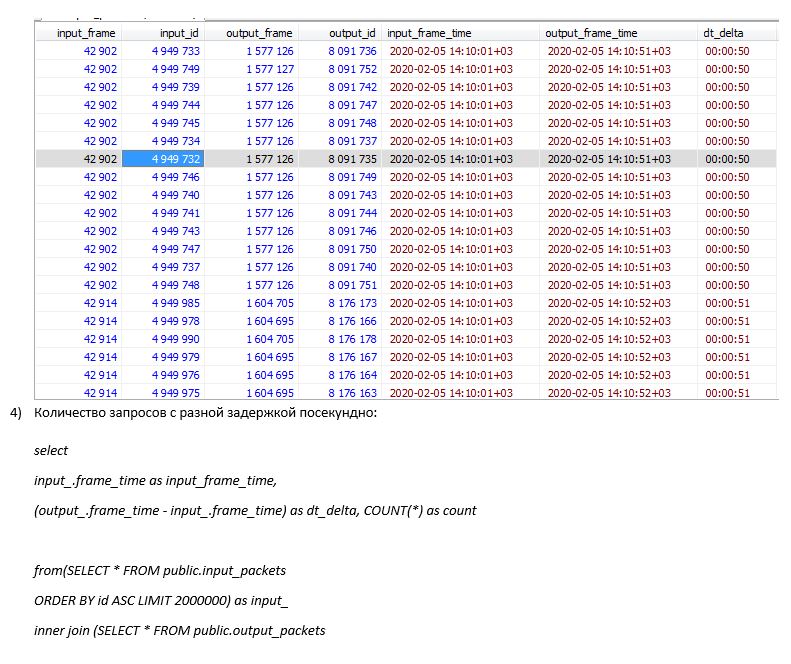 input_frame input_id output_frame output_id input_frame_time output_frame_time dt_delta
42 902 4 949 733 1 577 126 8 091 736 2020-02-05 14:10:01+03 2020-02-05 14:10:51+03 00:00:50
42 902 4 949 749 1 577 127 8 091 752 2020-02-05 14:10:01+03 2020-02-05 14:10:51+03 00:00:50
42 902 4 949 739 1 577 126 8 091 742 2020-02-05 14:10:01+03 2020-02-05 14:10:51+03 00:00:50
42 902 4 949 744 1 577 126 8 091 747 2020-02-05 14:10:01+03 2020-02-05 14:10:51+03 00:00:50
42 902 4 949 745 1 577 126 8 091 748 2020-02-05 14:10:01+03 2020-02-05 14:10:51+03 00:00:50
42 902 4 949 734 1 577 126 8 091 737 2020-02-05 14:10:01+03 2020-02-05 14:10:51+03 00:00:50
42 902 4 949 732 1 577 126 8 091 735 2020-02-05 14:10:01+03 2020-02-05 14:10:51+03 00:00:50
42 902 4 949 746 1 577 126 8 091 749 2020-02-05 14:10:01+03 2020-02-05 14:10:51+03 00:00:50
42 902 4 949 740 1 577 126 8 091 743 2020-02-05 14:10:01+03 2020-02-05 14:10:51+03 00:00:50
42 902 4 949 741 1 577 126 8 091 744 2020-02-05 14:10:01+03 2020-02-05 14:10:51+03 00:00:50
42 902 4 949 743 1 577 126 8 091 746 2020-02-05 14:10:01+03 2020-02-05 14:10:51+03 00:00:50
42 902 4 949 747 1 577 126 8 091 750 2020-02-05 14:10:01+03 2020-02-05 14:10:51+03 00:00:50
42 902 4 949 737 1 577 126 8 091 740 2020-02-05 14:10:01+03 2020-02-05 14:10:51+03 00:00:50
42 902 4 949 748 1 577 126 8 091 751 2020-02-05 14:10:01+03 2020-02-05 14:10:51+03 00:00:50
42 914 4 949 985 1 604 705 8 176 173 2020-02-05 14:10:01+03 2020-02-05 14:10:52+03 00:00:51
42 914 4 949 978 1 604 695 8 176 166 2020-02-05 14:10:01+03 2020-02-05 14:10:52+03 00:00:51
42 914 4 949 990 1 604 705 8 176 178 2020-02-05 14:10:01+03 2020-02-05 14:10:52+03 00:00:51
42 914 4 949 979 1 604 695 8 176 167 2020-02-05 14:10:01+03 2020-02-05 14:10:52+03 00:00:51
42 914 4 949 976 1 604 695 8 176 164 2020-02-05 14:10:01+03 2020-02-05 14:10:52+03 00:00:51
42 914 4 949 975 1 604 695 8 176 163 2020-02-05 14:10:01+03 2020-02-05 14:10:52+03 00:00:51
4) Количество запросов с разной задержкой посекундно:
select
input_.frame_time as input_frame_time,
(output_.frame_time - input_.frame_time) as dt_delta, COUNT(*) as count
from(SELECT * FROM public.input_packets
ORDER BY id ASC LIMIT 2000000) as input_
inner join (SELECT * FROM public.output_packets